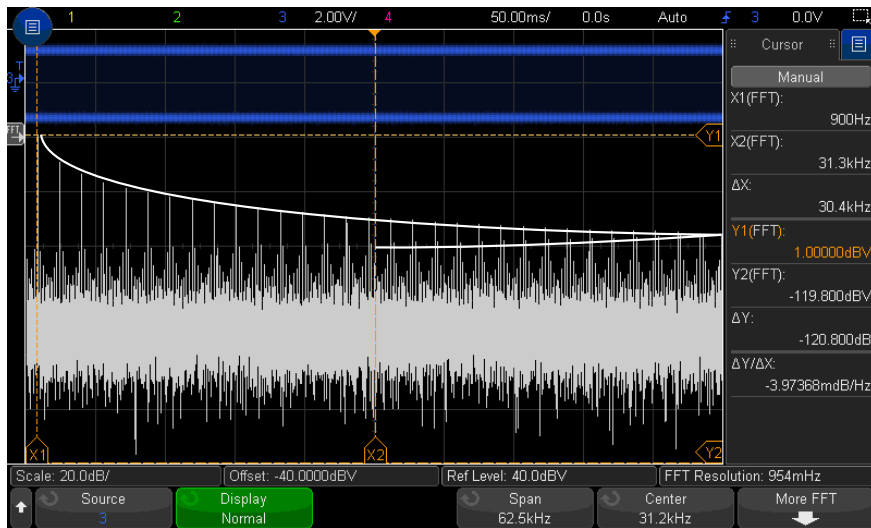 1 2 3 2.00V/ 4 50.00ms/ 0.0s Auto 3 0.0V
T
3
FFT
Y1
X1
X2
Y2
Cursor
Manual
X1(FFT):
900Hz
X2(FFT):
31.3kHz
ΔX:
30.4kHz
Y1(FFT):
1.00000dBV
Y2(FFT):
-119.800dBV
ΔY:
-120.800dB
ΔY/ΔX:
-3.97368mdB/Hz
Scale: 20.0dB/ Offset: -40.0000dBV Ref Level: 40.0dBV FFT Resolution: 954mHz
Source Display Span Center More FFT
3 Normal 62.5kHz 31.2kHz